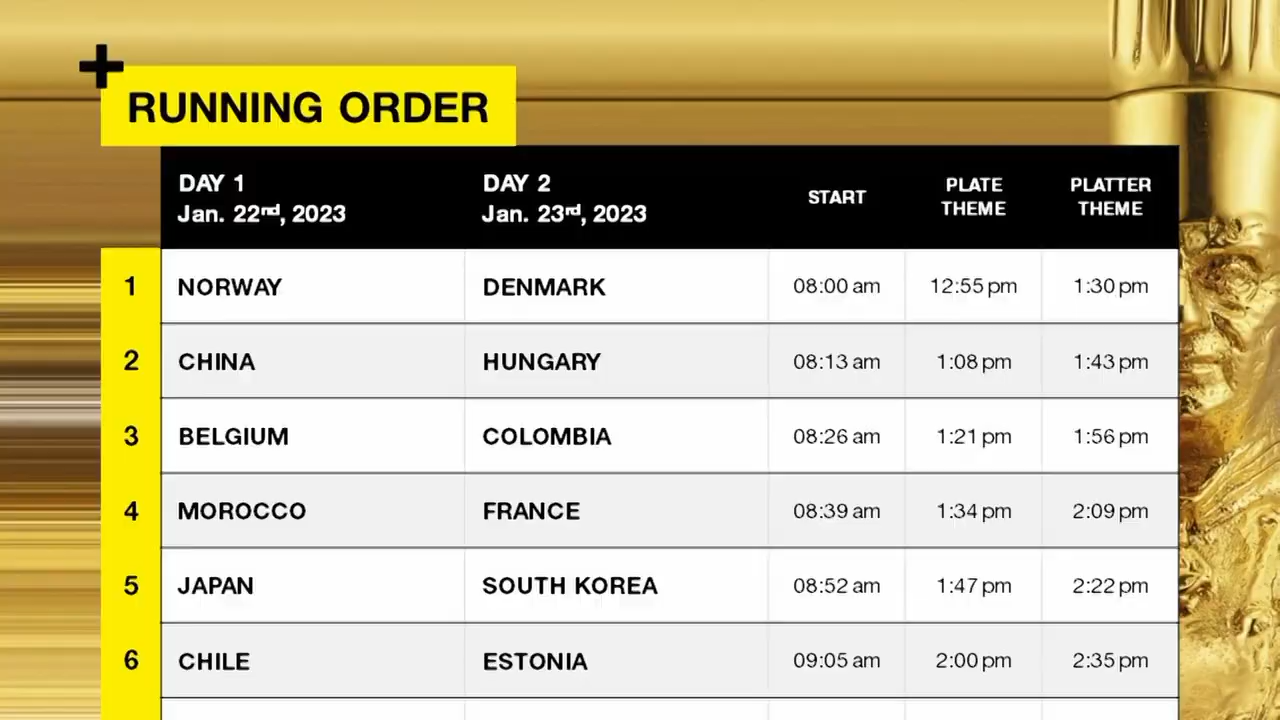 RUNNING ORDER
DAY 1
Jan. 22nd, 2023
DAY 2
Jan. 23rd, 2023
START
PLATE
THEME
PLATTER
THEME
1 NORWAY DENMARK 08:00 am 12:55 pm 1:30 pm
2 CHINA HUNGARY 08:13 am 1:08 pm 1:43 pm
3 BELGIUM COLOMBIA 08:26 am 1:21 pm 1:56 pm
4 MOROCCO FRANCE 08:39 am 1:34 pm 2:09 pm
5 JAPAN SOUTH KOREA 08:52 am 1:47 pm 2:22 pm
6 CHILE ESTONIA 09:05 am 2:00 pm 2:35 pm